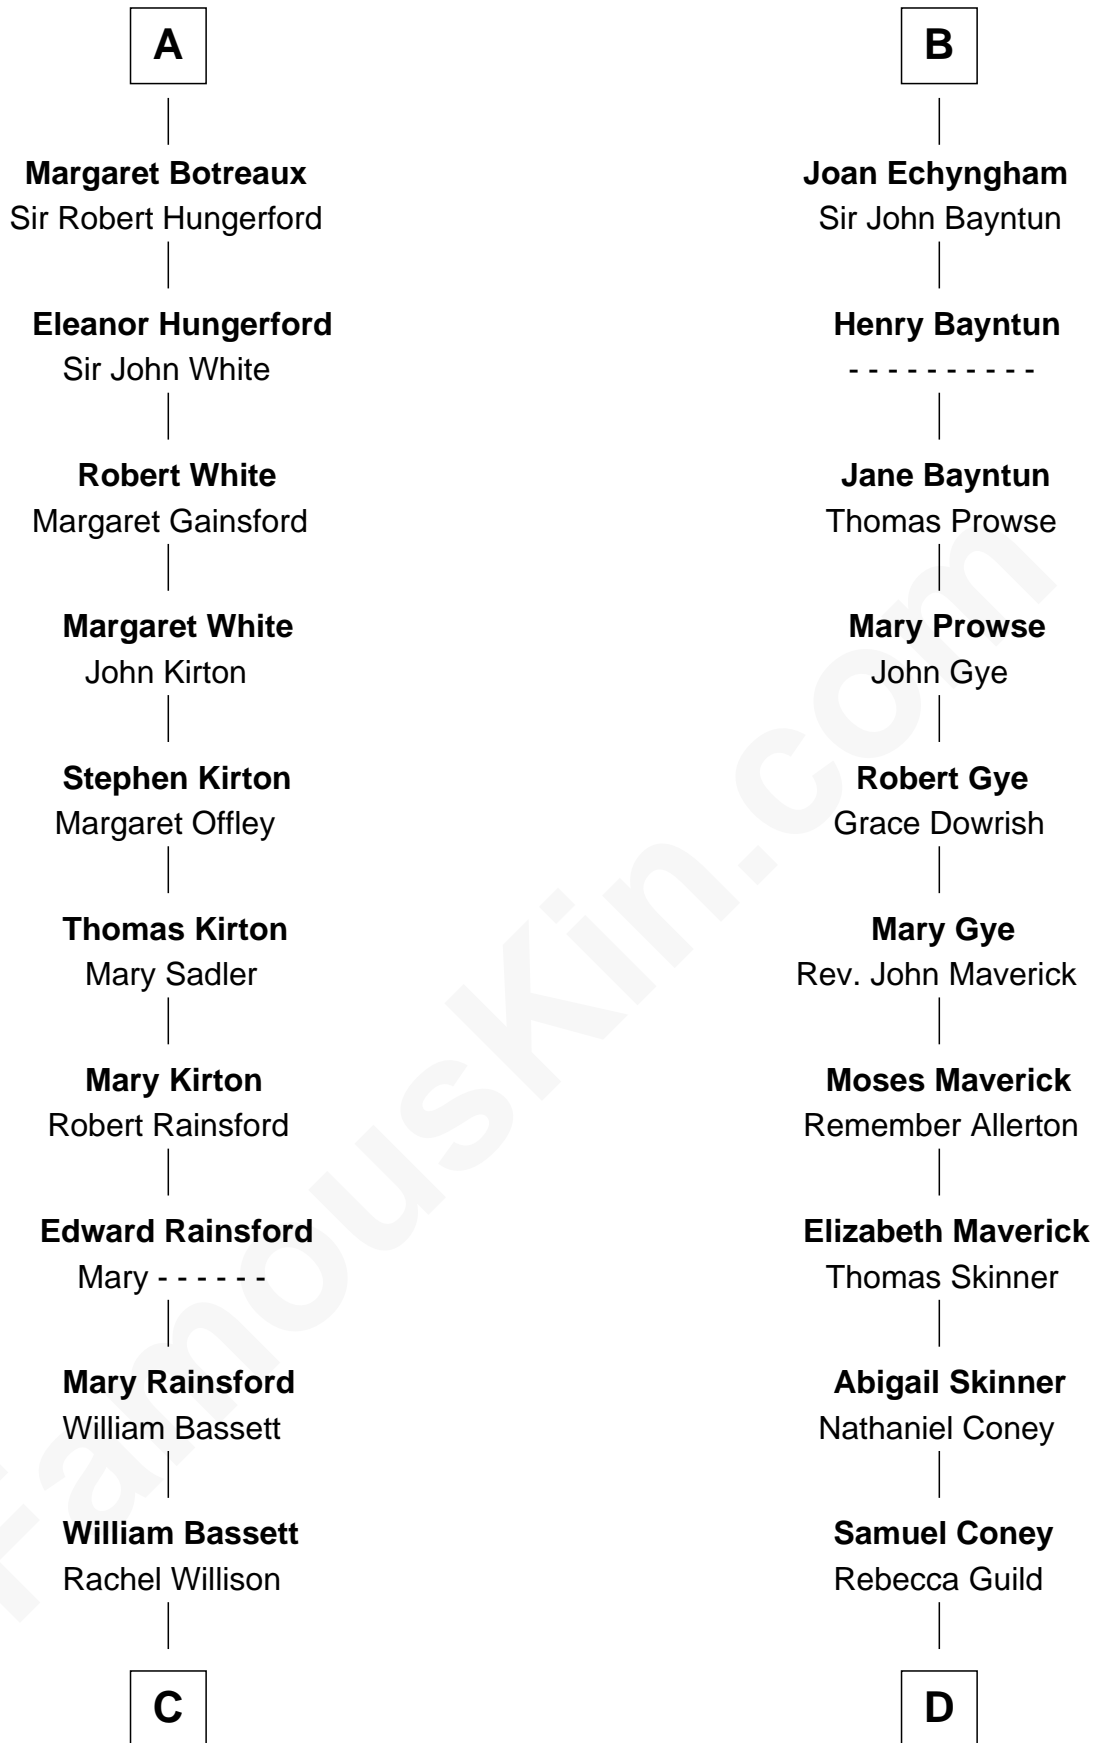 A
Margaret Botreaux
Sir Robert Hungerford
Eleanor Hungerford
Sir John White
Robert White
Margaret Gainsford
Margaret White
John Kirton
Stephen Kirton
Margaret Offley
Thomas Kirton
Mary Sadler
Mary Kirton
Robert Rainsford
Edward Rainsford
Mary - - - - - -
Mary Rainsford
William Bassett
William Bassett
Rachel Willison
C
B
Joan Echyngham
Sir John Bayntun
Henry Bayntun
- - - - - - - - - -
Jane Bayntun
Thomas Prowse
Mary Prowse
John Gye
Robert Gye
Grace Dowrish
Mary Gye
Rev. John Maverick
Moses Maverick
Remember Allerton
Elizabeth Maverick
Thomas Skinner
Abigail Skinner
Nathaniel Coney
Samuel Coney
Rebecca Guild
D
FamousKin.com